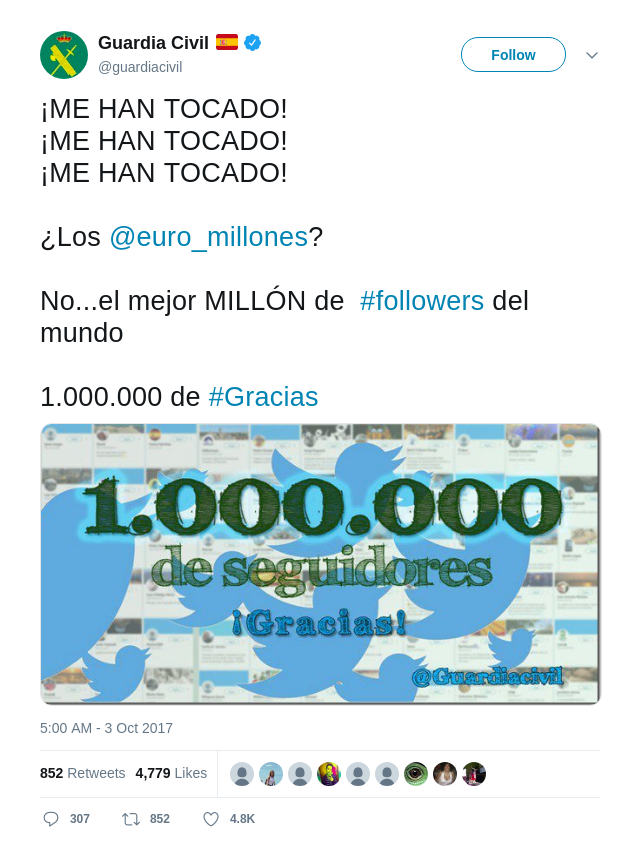 Guardia Civil
@guardiacivil
Follow
¡ME HAN TOCADO!
¡ME HAN TOCADO!
¡ME HAN TOCADO!
¿Los @euro_millones?
No...el mejor MILLÓN de #followers del
mundo
1.000.000 de #Gracias
1.000.000
de seguidores
¡Gracias!
@Guardiacivil
5:00 AM - 3 Oct 2017
852 Retweets 4,779 Likes
307 852 4.8K